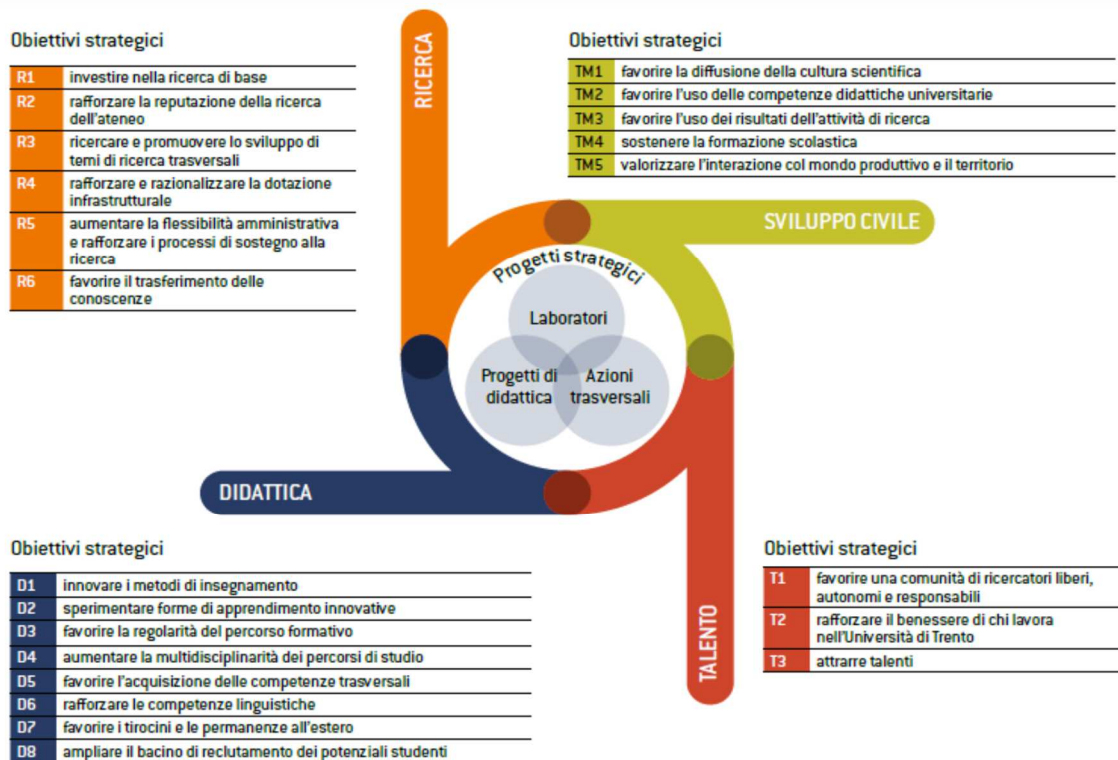 Obiettivi strategici
R1 investire nella ricerca di base
R2 rafforzare la reputazione della ricerca
dell'ateneo
R3 ricercare e promuovere lo sviluppo di
temi di ricerca trasversali
R4 rafforzare e razionalizzare la dotazione
infrastrutturale
R5 aumentare la flessibilità amministrativa
e rafforzare i processi di sostegno alla
ricerca
R6 favorire il trasferimento delle
conoscenze
RICERCA
Obiettivi strategici
TM1 favorire la diffusione della cultura scientifica
TM2 favorire l'uso delle competenze didattiche universitarie
TM3 favorire l'uso dei risultati dell'attività di ricerca
TM4 sostenere la formazione scolastica
TM5 valorizzare l'interazione col mondo produttivo e il territorio
SVILUPPO CIVILE
Progetti strategici
Laboratori
Progetti di
didattica
Azioni
trasversali
DIDATTICA
Obiettivi strategici
D1 innovare i metodi di insegnamento
D2 sperimentare forme di apprendimento innovative
D3 favorire la regolarità del percorso formativo
D4 aumentare la multidisciplinarità dei percorsi di studio
D5 favorire l'acquisizione delle competenze trasversali
D6 rafforzare le competenze linguistiche
D7 favorire i tirocini e le permanenze all'estero
D8 ampliare il bacino di reclutamento dei potenziali studenti
TALENTO
Obiettivi strategici
T1 favorire una comunità di ricercatori liberi,
autonomi e responsabili
T2 rafforzare il benessere di chi lavora
nell'Università di Trento
T3 attrarre talenti